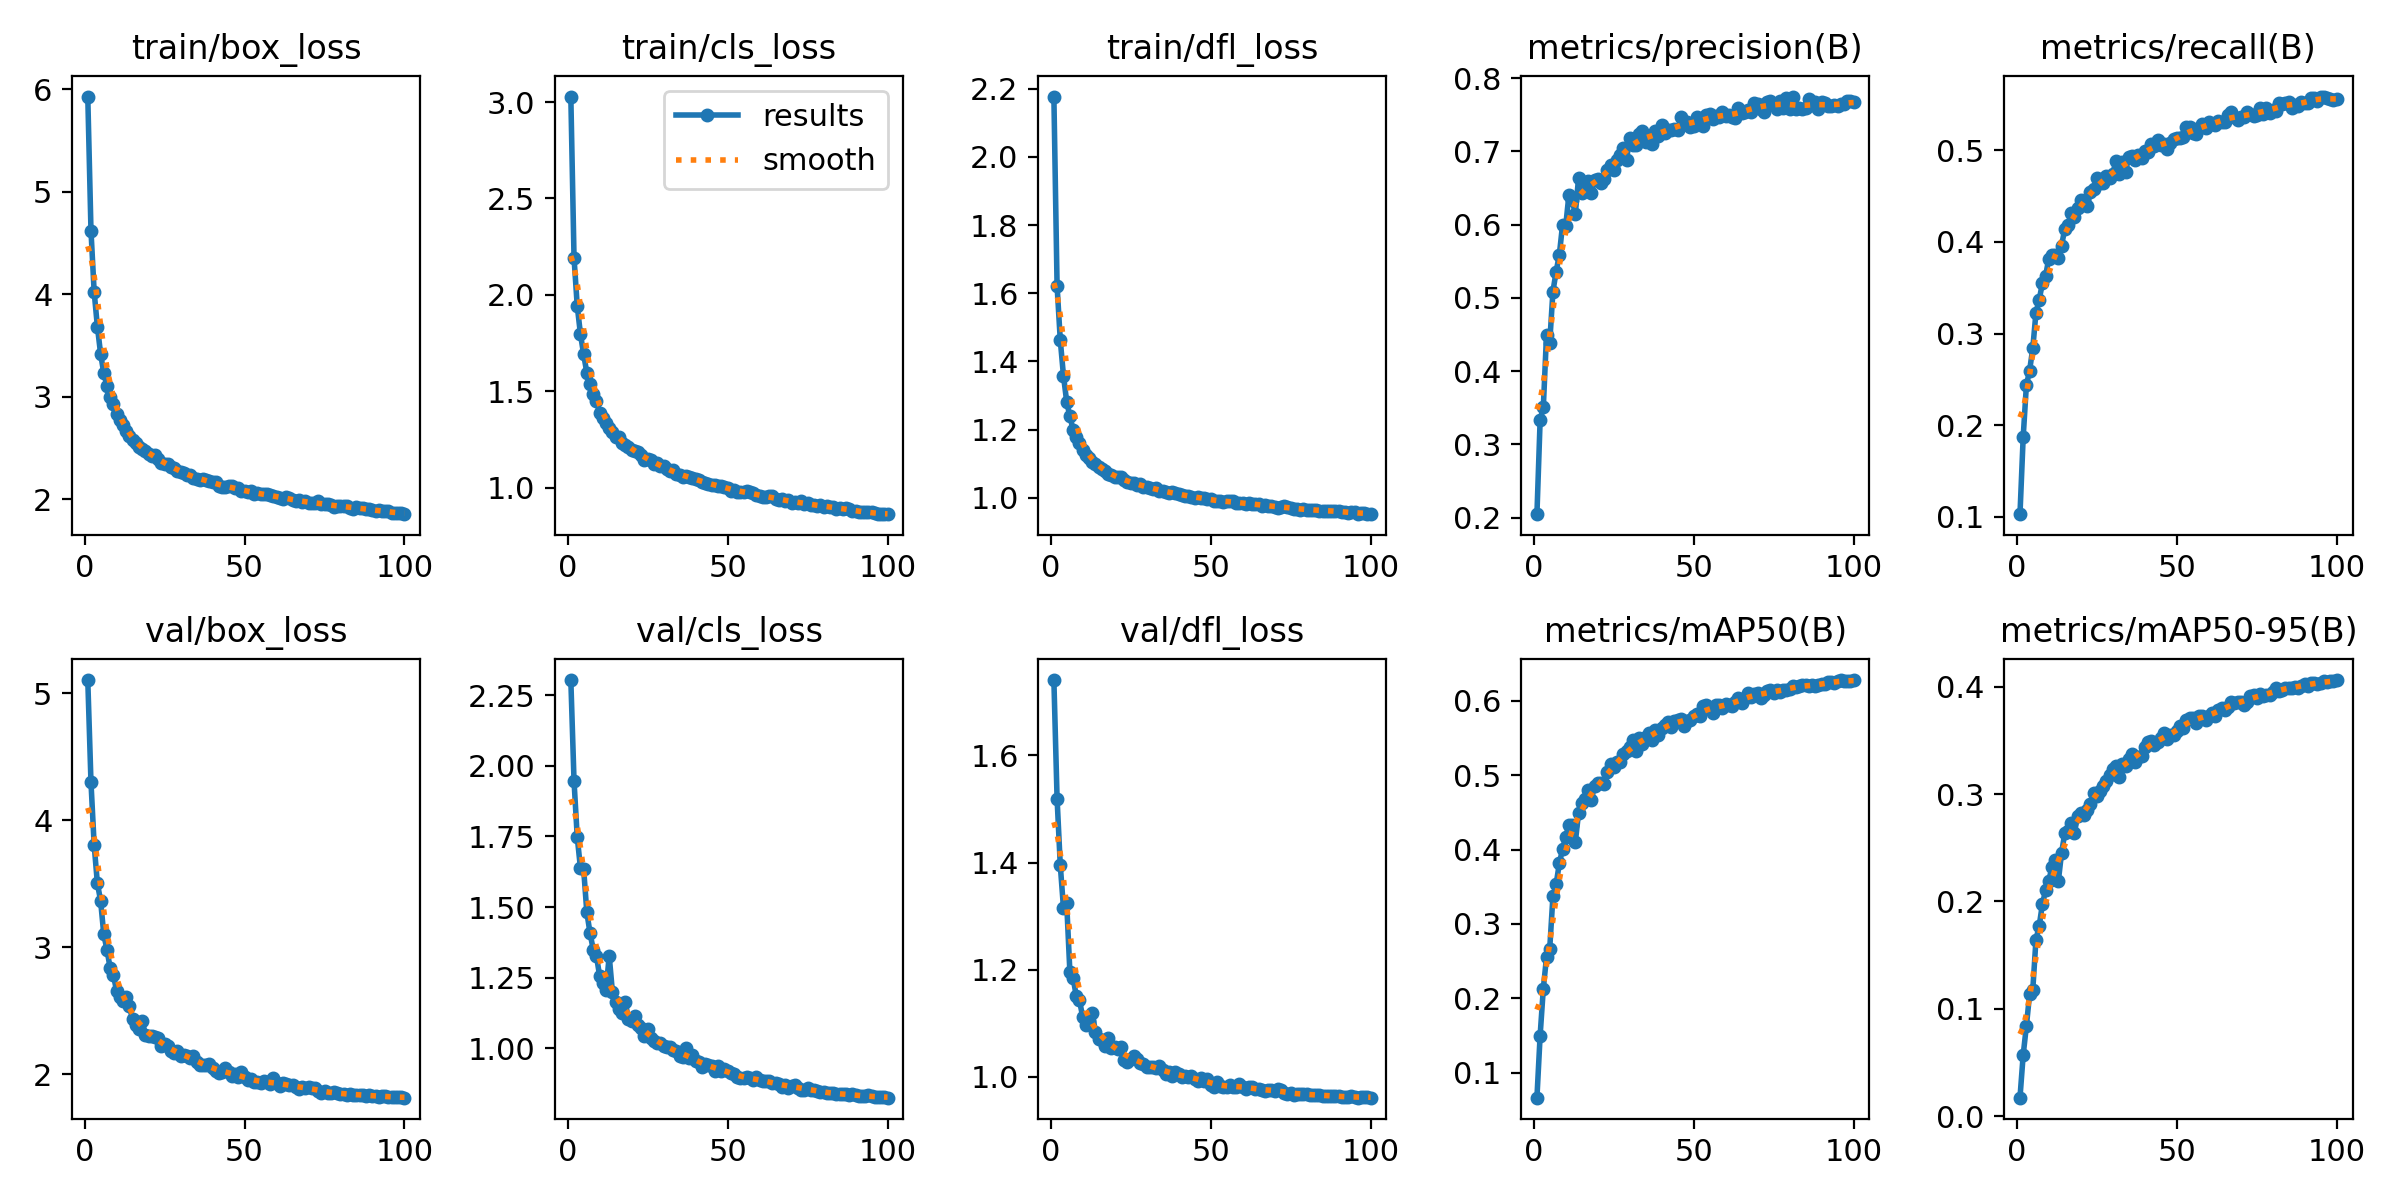 train/box_loss
6
5
4
3
2
0 50 100
train/cls_loss
results
smooth
3.0
2.5
2.0
1.5
1.0
0 50 100
train/dfl_loss
2.2
2.0
1.8
1.6
1.4
1.2
1.0
0 50 100
metrics/precision(B)
0.8
0.7
0.6
0.5
0.4
0.3
0.2
0 50 100
metrics/recall(B)
0.5
0.4
0.3
0.2
0.1
0 50 100
val/box_loss
5
4
3
2
0 50 100
val/cls_loss
2.25
2.00
1.75
1.50
1.25
1.00
0 50 100
val/dfl_loss
1.6
1.4
1.2
1.0
0 50 100
metrics/mAP50(B)
0.6
0.5
0.4
0.3
0.2
0.1
0 50 100
metrics/mAP50-95(B)
0.4
0.3
0.2
0.1
0.0
0 50 100